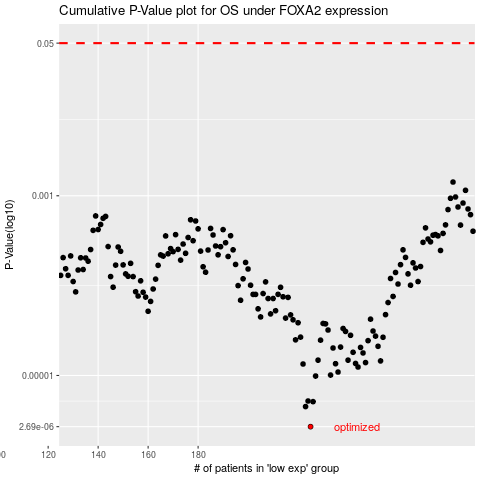 Cumulative P-Value plot for OS under FOXA2 expression
P-Value(log10)
0.05
0.001
0.00001
2.69e-06
optimized
00 120 140 160 180
# of patients in 'low exp' group